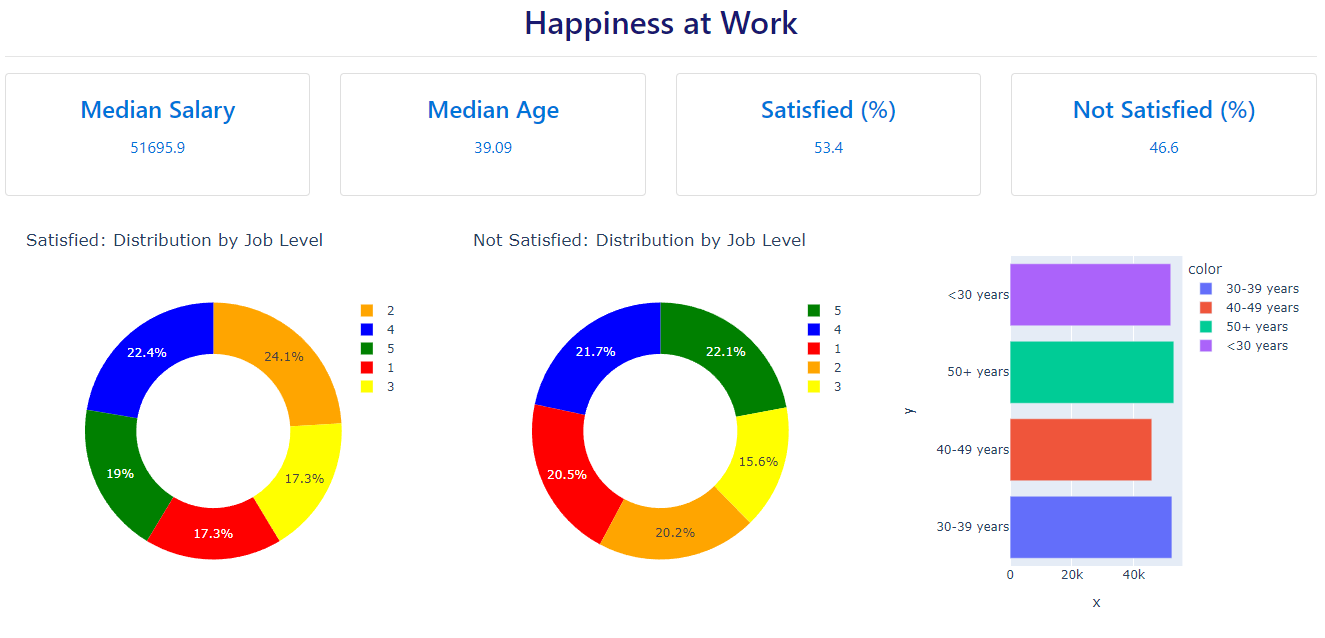 Happiness at Work
Median Salary
51695.9
Median Age
39.09
Satisfied (%)
53.4
Not Satisfied (%)
46.6
Satisfied: Distribution by Job Level
24.1%
17.3%
17.3%
19%
22.4%
2
4
5
1
3
Not Satisfied: Distribution by Job Level
22.1%
15.6%
20.2%
20.5%
21.7%
5
4
1
2
3
y
<30 years
50+ years
40-49 years
30-39 years
0
20k
40k
x
color
30-39 years
40-49 years
50+ years
<30 years